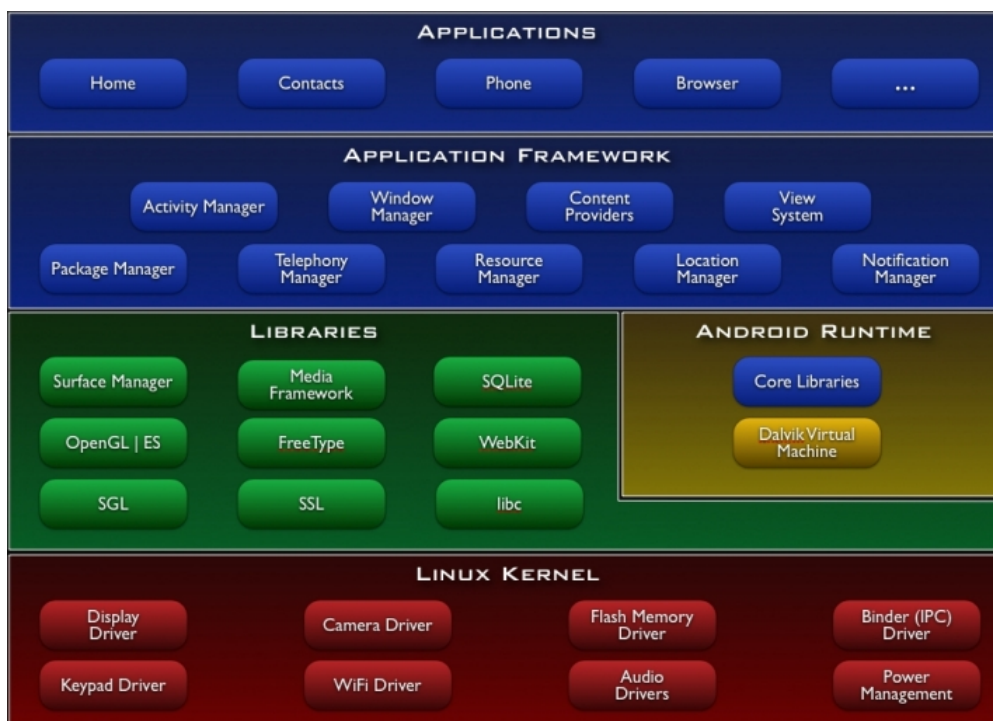 APPLICATIONS
Home
Contacts
Phone
Browser
...
APPLICATION FRAMEWORK
Activity Manager
Window
Manager
Content
Providers
View
System
Package Manager
Telephony
Manager
Resource
Manager
Location
Manager
Notification
Manager
LIBRARIES
Surface Manager
Media
Framework
SQLite
OpenGL | ES
FreeType
WebKit
SGL
SSL
libc
ANDROID RUNTIME
Core Libraries
Dalvik Virtual
Machine
LINUX KERNEL
Display
Driver
Camera Driver
Flash Memory
Driver
Binder (IPC)
Driver
Keypad Driver
WiFi Driver
Audio
Drivers
Power
Management